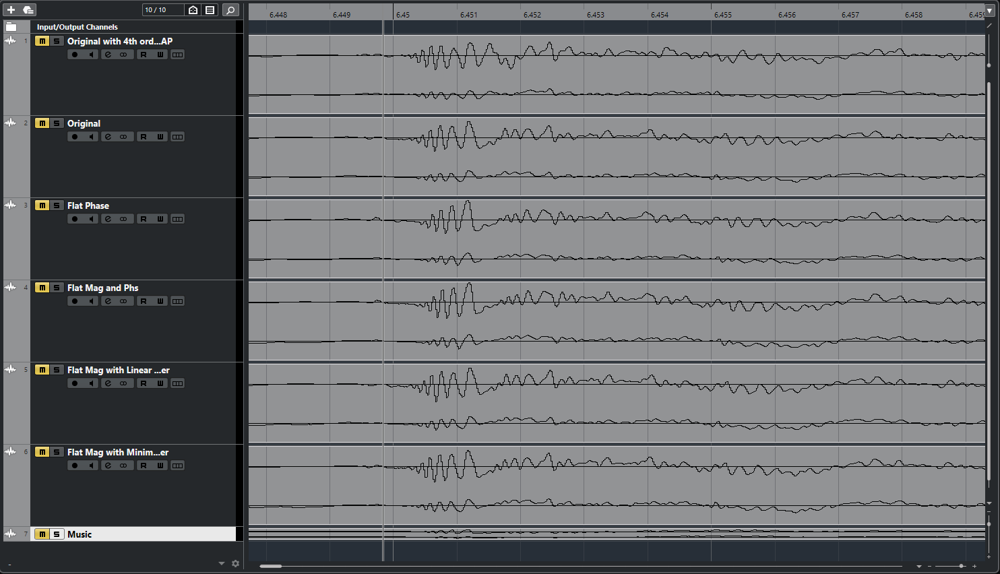 10 / 10
6.448 6.449 6.45 6.451 6.452 6.453 6.454 6.455 6.456 6.457 6.458 6.459
Input/Output Channels
1 m S Original with 4th ord...AP
e R W
2 m S Original
e R W
3 m S Flat Phase
e R W
4 m S Flat Mag and Phs
e R W
5 m S Flat Mag with Linear ...er
e R W
6 m S Flat Mag with Minim...er
e R W
7 m S Music